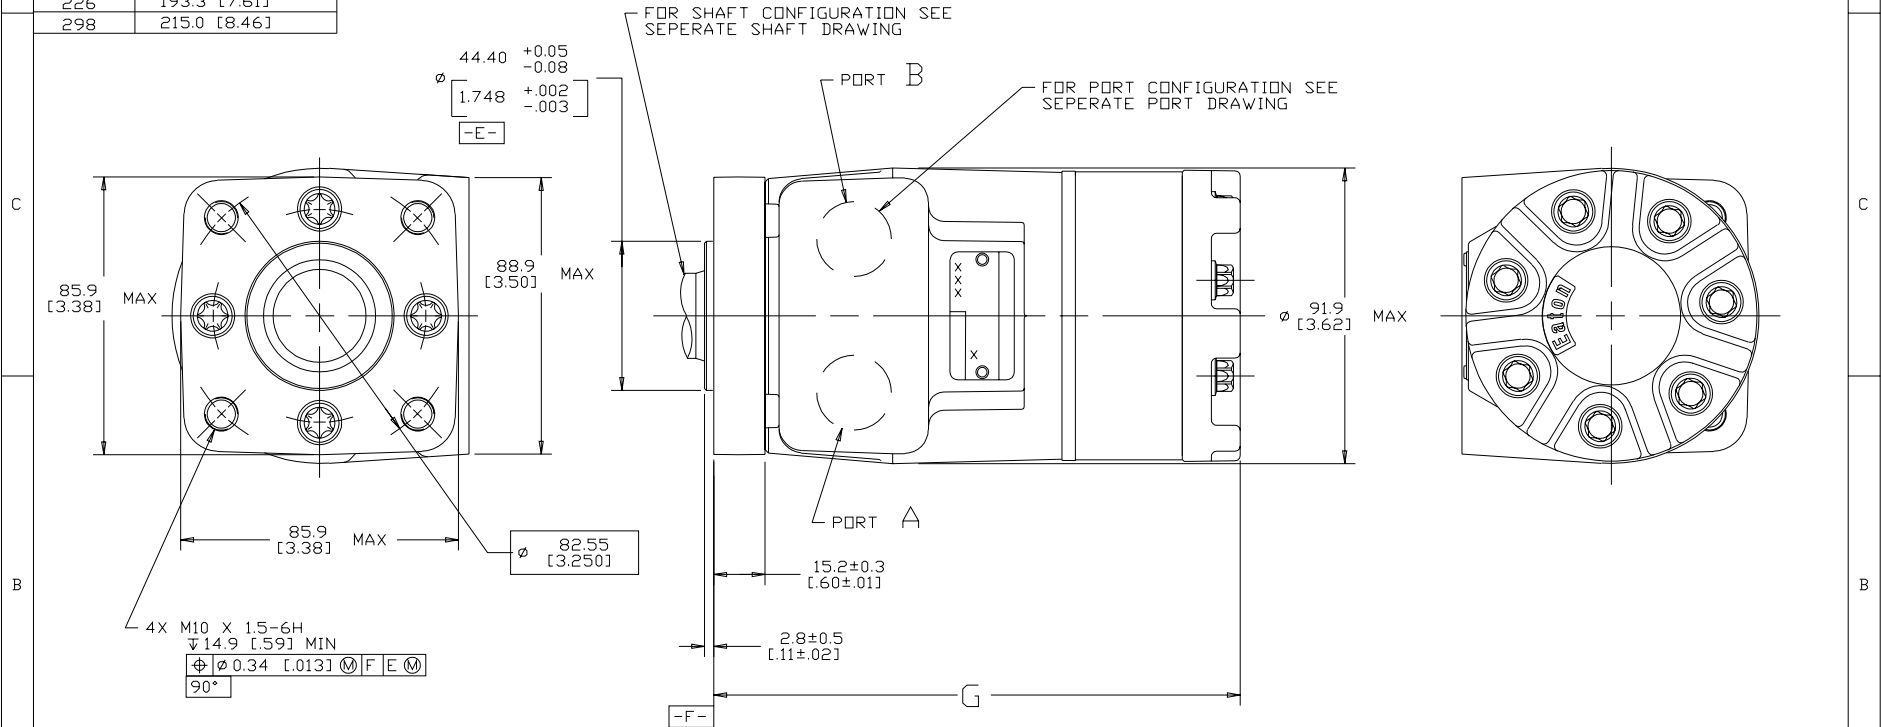 226 193.3 [7.61]
298 215.0 [8.46]
FOR SHAFT CONFIGURATION SEE
SEPERATE SHAFT DRAWING
⌀ 44.40 +0.05 -0.08
[1.748 +.002 -.003]
-E-
PORT B
FOR PORT CONFIGURATION SEE
SEPERATE PORT DRAWING
C
C
85.9
[3.38]
MAX
88.9
[3.50]
MAX
X
X
X
X
⌀ 91.9
[3.62]
MAX
Eaton
PORT A
85.9
[3.38]
MAX
⌀ 82.55
[3.250]
15.2±0.3
[.60±.01]
B
B
4X M10 X 1.5-6H
↧14.9 [.59] MIN
⌖ ⌀0.34 [.013] Ⓜ F E Ⓜ
90°
2.8±0.5
[.11±.02]
G
-F-